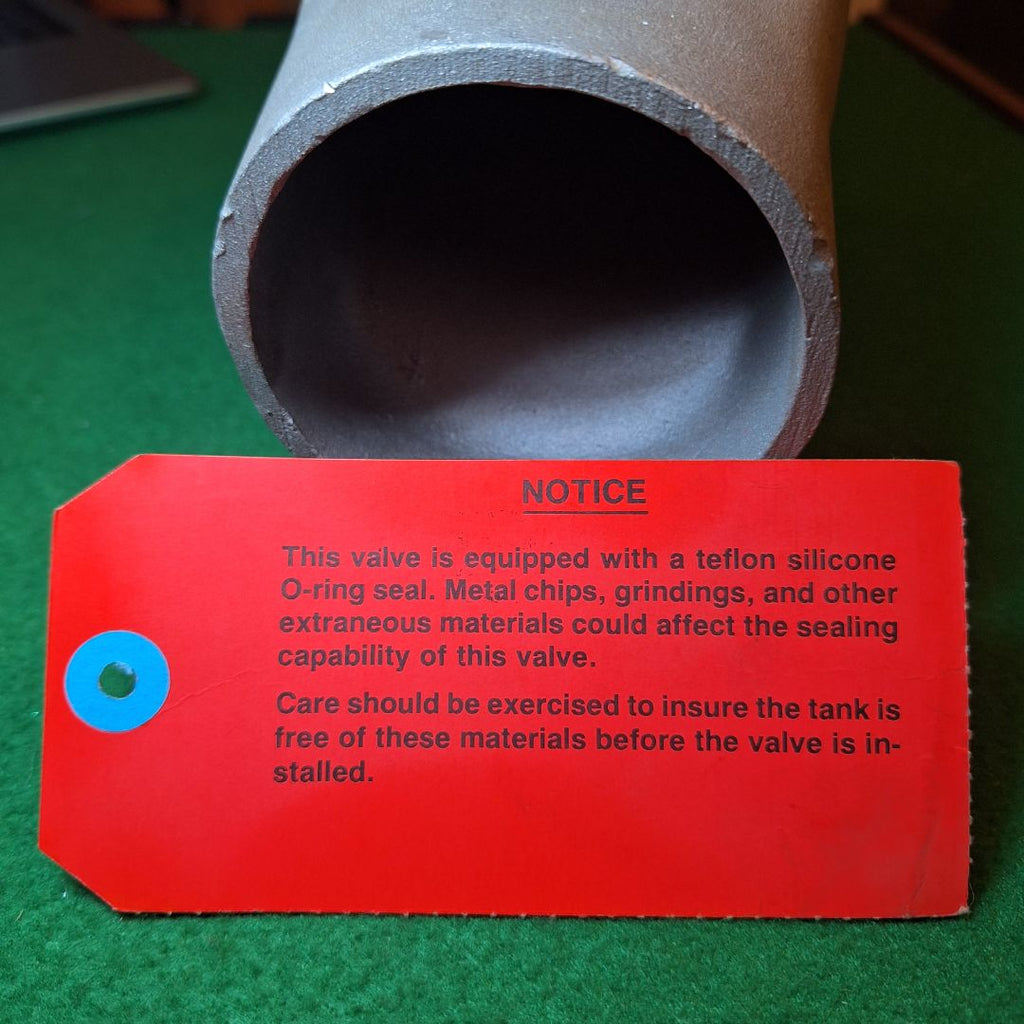 NOTICE
This valve is equipped with a teflon silicone
O-ring seal. Metal chips, grindings, and other
extraneous materials could affect the sealing
capability of this valve.
Care should be exercised to insure the tank is
free of these materials before the valve is in-
stalled.